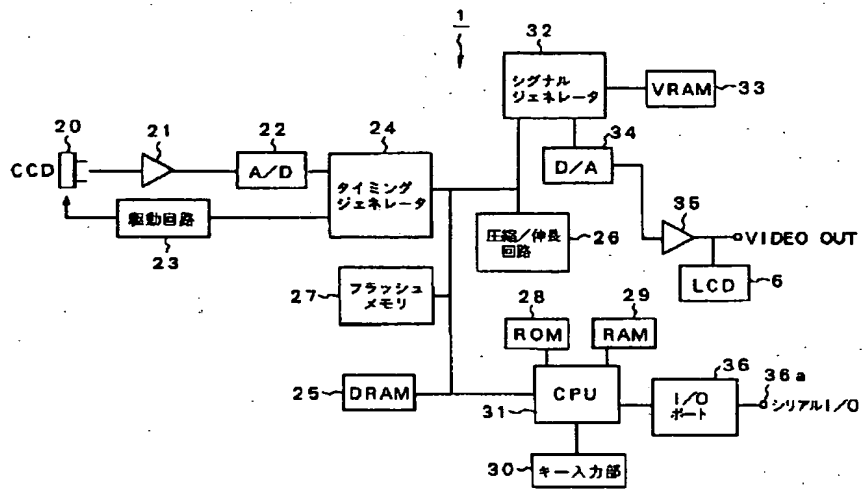 1
32
シグナル
ジェネレータ
VRAM
33
20
21
22
24
34
CCD
A/D
タイミング
ジェネレータ
D/A
35
駆動回路
23
圧縮/伸長
回路
26
VIDEO OUT
27
フラッシュ
メモリ
LCD
6
28
29
ROM
RAM
36
36a
25
DRAM
CPU
31
I/O
ポート
シリアルI/O
30
キー入力部